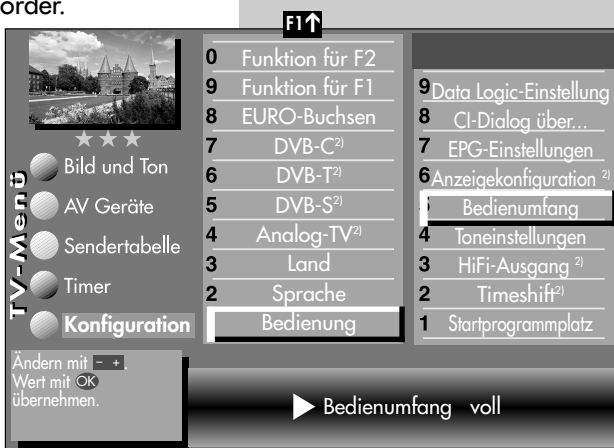 order.
F1↑
0 Funktion für F2
9 Funktion für F1
8 EURO-Buchsen
7 DVB-C²⁾
6 DVB-T²⁾
5 DVB-S²⁾
4 Analog-TV²⁾
3 Land
2 Sprache
Bedienung
9 Data Logic-Einstellung
8 CI-Dialog über...
7 EPG-Einstellungen
6 Anzeigekonfiguration ²⁾
Bedienumfang
4 Toneinstellungen
3 HiFi-Ausgang ²⁾
2 Timeshift²⁾
1 Startprogrammplatz
TV-Menü
Bild und Ton
AV Geräte
Sendertabelle
Timer
Konfiguration
Ändern mit - + .
Wert mit OK
übernehmen.
Bedienumfang voll